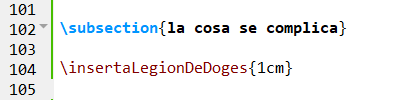 101
102 \subsection{la cosa se complica}
103
104 \insertaLegionDeDoges{1cm}
105